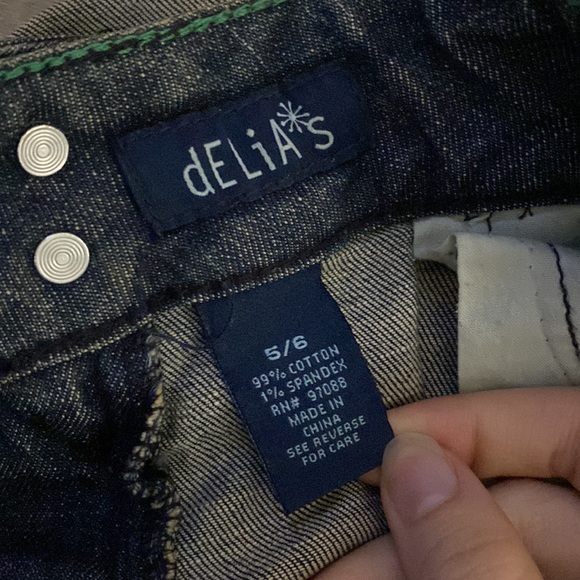 dELiA*s
5/6
99% COTTON
1% SPANDEX
RN# 97088
MADE IN
CHINA
SEE REVERSE
FOR CARE